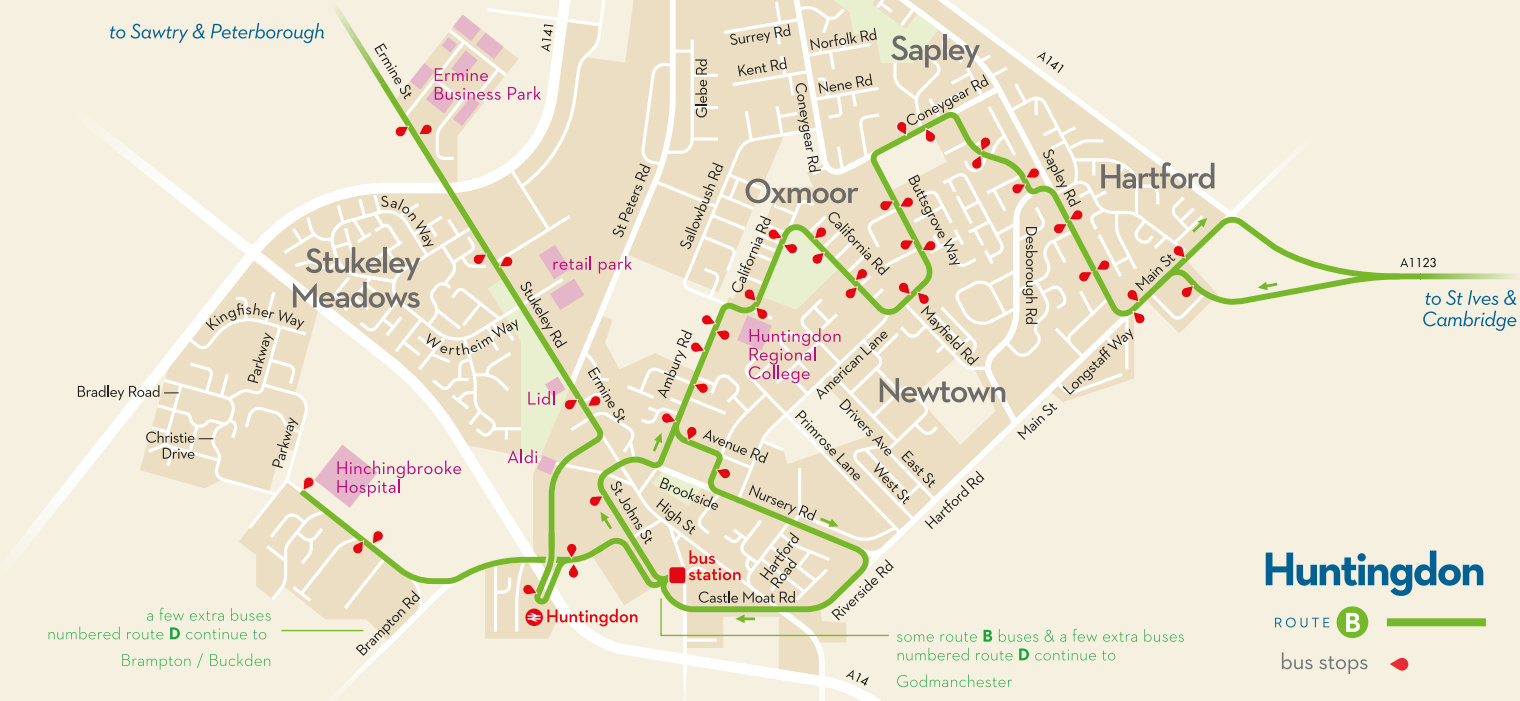 to Sawtry & Peterborough
Ermine St
Ermine
Business Park
A141
Surrey Rd
Norfolk Rd
Kent Rd
Nene Rd
Glebe Rd
Coneygear Rd
Sapley
A141
Coneygear Rd
Sapley Rd
Hartford
Salon Way
St Peters Rd
Sallowbush Rd
Oxmoor
Buttsgrove Way
California Rd
California Rd
Desborough Rd
Main St
A1123
to St Ives &
Cambridge
Stukeley
Meadows
retail park
Stukeley Rd
Kingfisher Way
Parkway
Wertheim Way
Bradley Road
Christie
Drive
Parkway
Lidl
Ermine St
Ambury Rd
Huntingdon
Regional
College
American Lane
Mayfield Rd
Newtown
Longstaff Way
Main St
Drivers Ave
Primrose Lane
East St
West St
Hartford Rd
Aldi
Avenue Rd
Hinchingbrooke
Hospital
Brookside
High St
St Johns St
Nursery Rd
Hartford
Road
bus
station
Castle Moat Rd
Riverside Rd
Huntingdon
Brampton Rd
a few extra buses
numbered route D continue to
Brampton / Buckden
some route B buses & a few extra buses
numbered route D continue to
Godmanchester
A14
Huntingdon
ROUTE B
bus stops